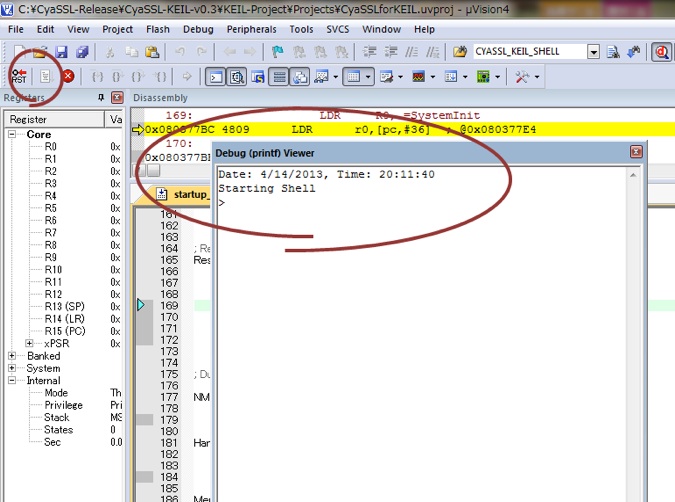 C:¥CyaSSL-Release¥CyaSSL-KEIL-v0.3¥KEIL-Project¥Projects¥CyaSSLforKEIL.uvproj - µVision4
File Edit View Project Flash Debug Peripherals Tools SVCS Window Help
CYASSL_KEIL_SHELL
RST
Registers
Disassembly
Register Va
169: LDR R0, =SystemInit
Core
0x080377BC 4809 LDR r0,[pc,#36] ; @0x080377E4
R0 0x
170:
R1 0x
R2 0x
R3 0x
R4 0x
R5 0x
R6 0x
R7 0x
R8 0x
R9 0x
R10 0x
R11 0x
R12 0x
R13 (SP) 0x
R14 (LR) 0x
R15 (PC) 0x
xPSR 0x
Banked
System
Internal
Mode Th
Privilege Pri
Stack MS
States 0
Sec 0.0
Debug (printf) Viewer
Date: 4/14/2013, Time: 20:11:40
Starting Shell
>
startup_
161
162
163
164 ; Re
165 Res
166
167
168
169
170
171
172
173
174
175 ; Du
176
177 NM
178
179
180
181 Har
182
183
184
185
186 Mem